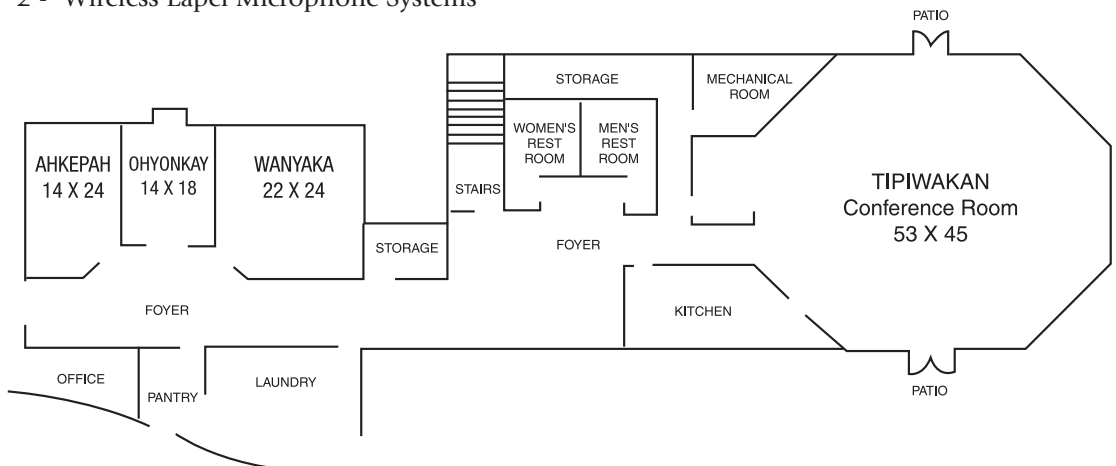 2 - Wireless Lapel Microphone Systems
PATIO
STORAGE
MECHANICAL
ROOM
WOMEN'S
REST
ROOM
MEN'S
REST
ROOM
AHKEPAH
14 X 24
OHYONKAY
14 X 18
WANYAKA
22 X 24
STAIRS
TIPIWAKAN
Conference Room
53 X 45
STORAGE
FOYER
FOYER
KITCHEN
OFFICE
PANTRY
LAUNDRY
PATIO